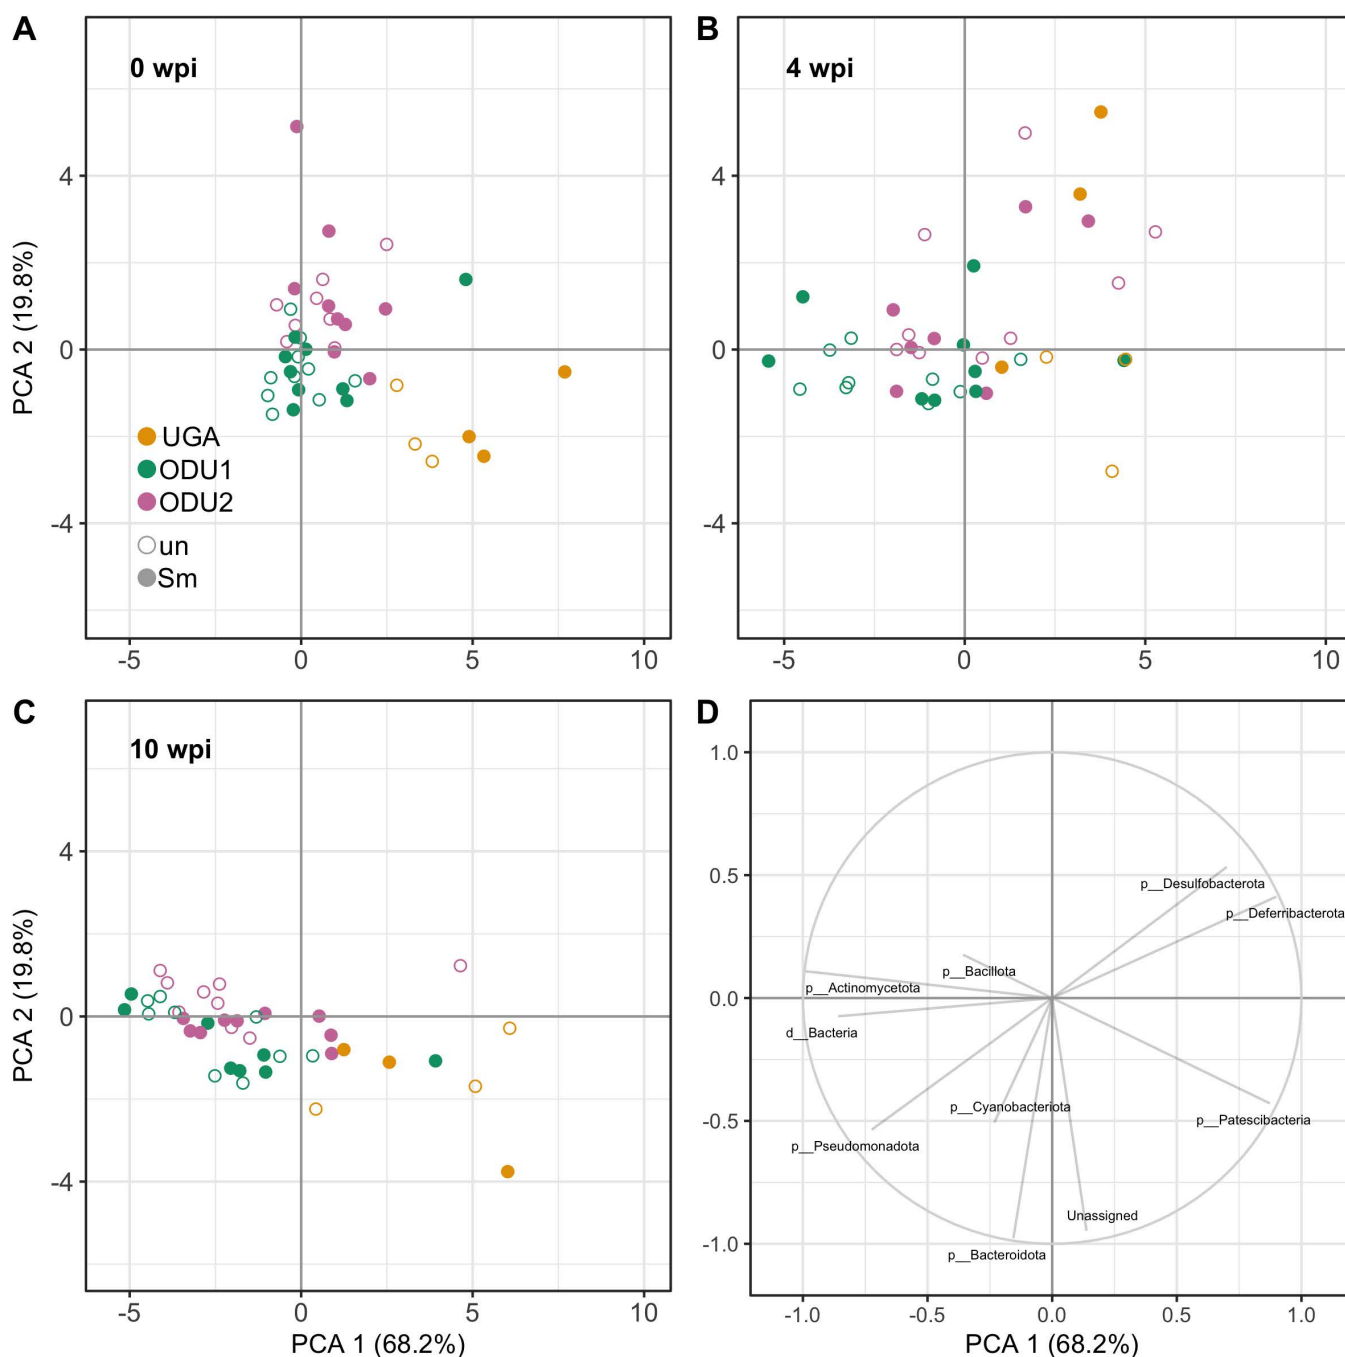 A
0 wpi
4
0
-4
PCA 2 (19.8%)
UGA
ODU1
ODU2
un
Sm
-5
0
5
10
B
4 wpi
4
0
-4
-5
0
5
10
C
10 wpi
4
0
-4
PCA 2 (19.8%)
-5
0
5
10
PCA 1 (68.2%)
D
1.0
0.5
0.0
-0.5
-1.0
p__Desulfobacterota
p__Deferribacterota
p__Bacillota
p__Actinomycetota
d__Bacteria
p__Cyanobacteriota
p__Patescibacteria
p__Pseudomonadota
Unassigned
p__Bacteroidota
-1.0
-0.5
0.0
0.5
1.0
PCA 1 (68.2%)